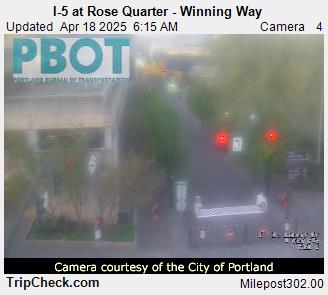 I-5 at Rose Quarter - Winning Way
Updated Apr 18 2025 6:15 AM Camera 4
PBOT
PORTLAND BUREAU OF TRANSPORTATION
Camera courtesy of the City of Portland
TripCheck.com Milepost302.00